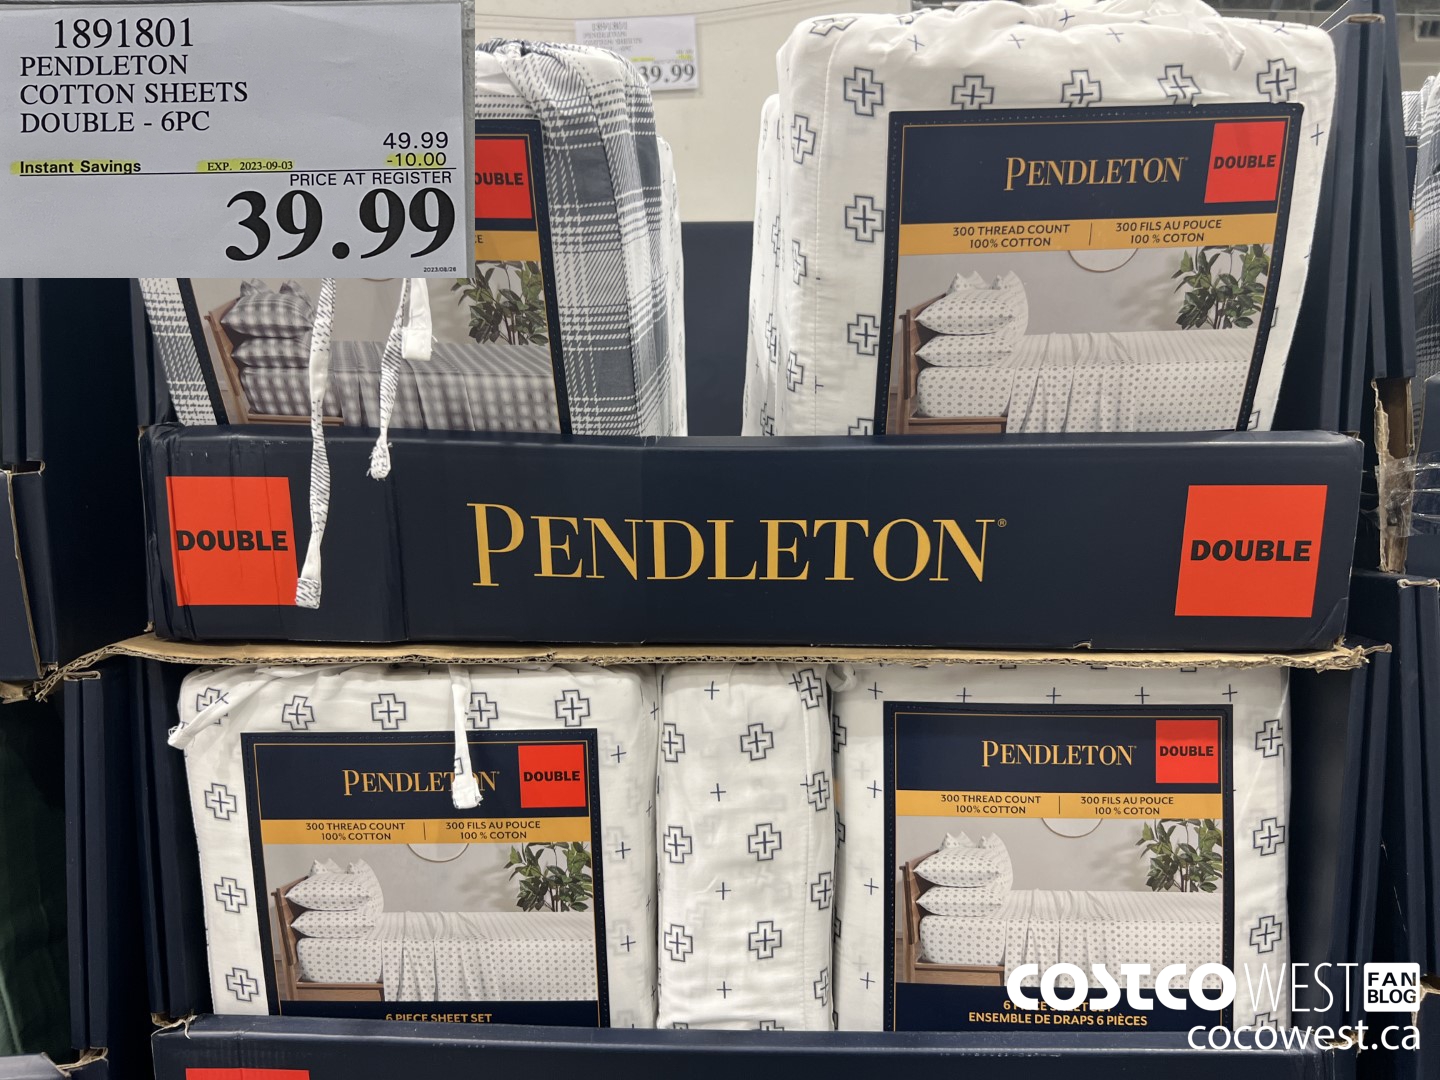 1891801
PENDLETON
COTTON SHEETS
DOUBLE - 6PC
49.99
Instant Savings EXP. 2023-09-03 -10.00
PRICE AT REGISTER
39.99
2023/08/26
1891801
39.99
OUBLE
PENDLETON
DOUBLE
300 THREAD COUNT
100% COTTON
300 FILS AU POUCE
100 % COTON
DOUBLE
PENDLETON®
DOUBLE
PENDLETON
DOUBLE
300 THREAD COUNT
100% COTTON
300 FILS AU POUCE
100 % COTON
6 PIECE SHEET SET
PENDLETON
DOUBLE
300 THREAD COUNT
100% COTTON
300 FILS AU POUCE
100 % COTON
ENSEMBLE DE DRAPS 6 PIÈCES
COSTCO WEST
FAN
BLOG
cocowest.ca